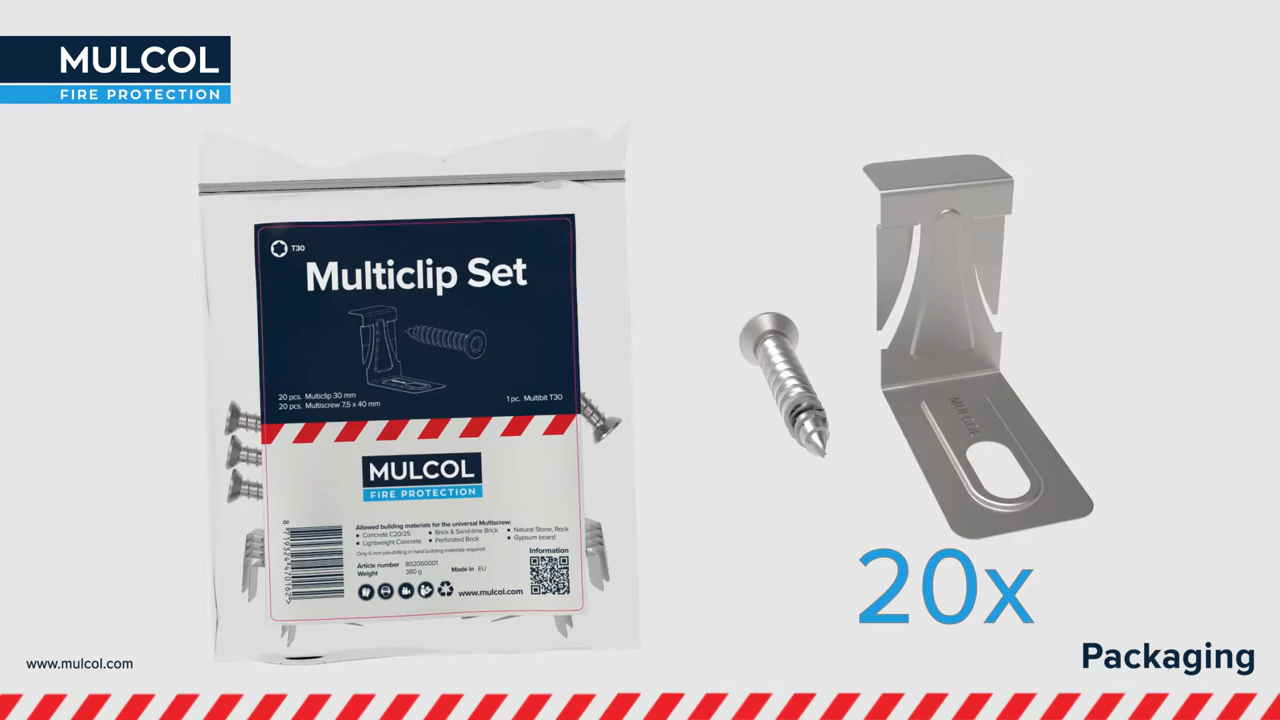 MULCOL
FIRE PROTECTION
T30
Multiclip Set
20 pcs. Multiclip 30 mm
20 pcs. Multiscrew 7,5 x 40 mm
1 pc. Multibit T30
MULCOL
FIRE PROTECTION
Allowed building materials for the universal Multiscrew:
Concrete C20/25
Lightweight Concrete
Brick & Sand-lime Brick
Perforated Brick
Natural Stone, Rock
Gypsum board
Only 6 mm pre-drilling in hard building materials required
Article number 802060001
Weight 380 g
Made in EU
Information
www.mulcol.com
MULCOL
20x
Packaging
www.mulcol.com